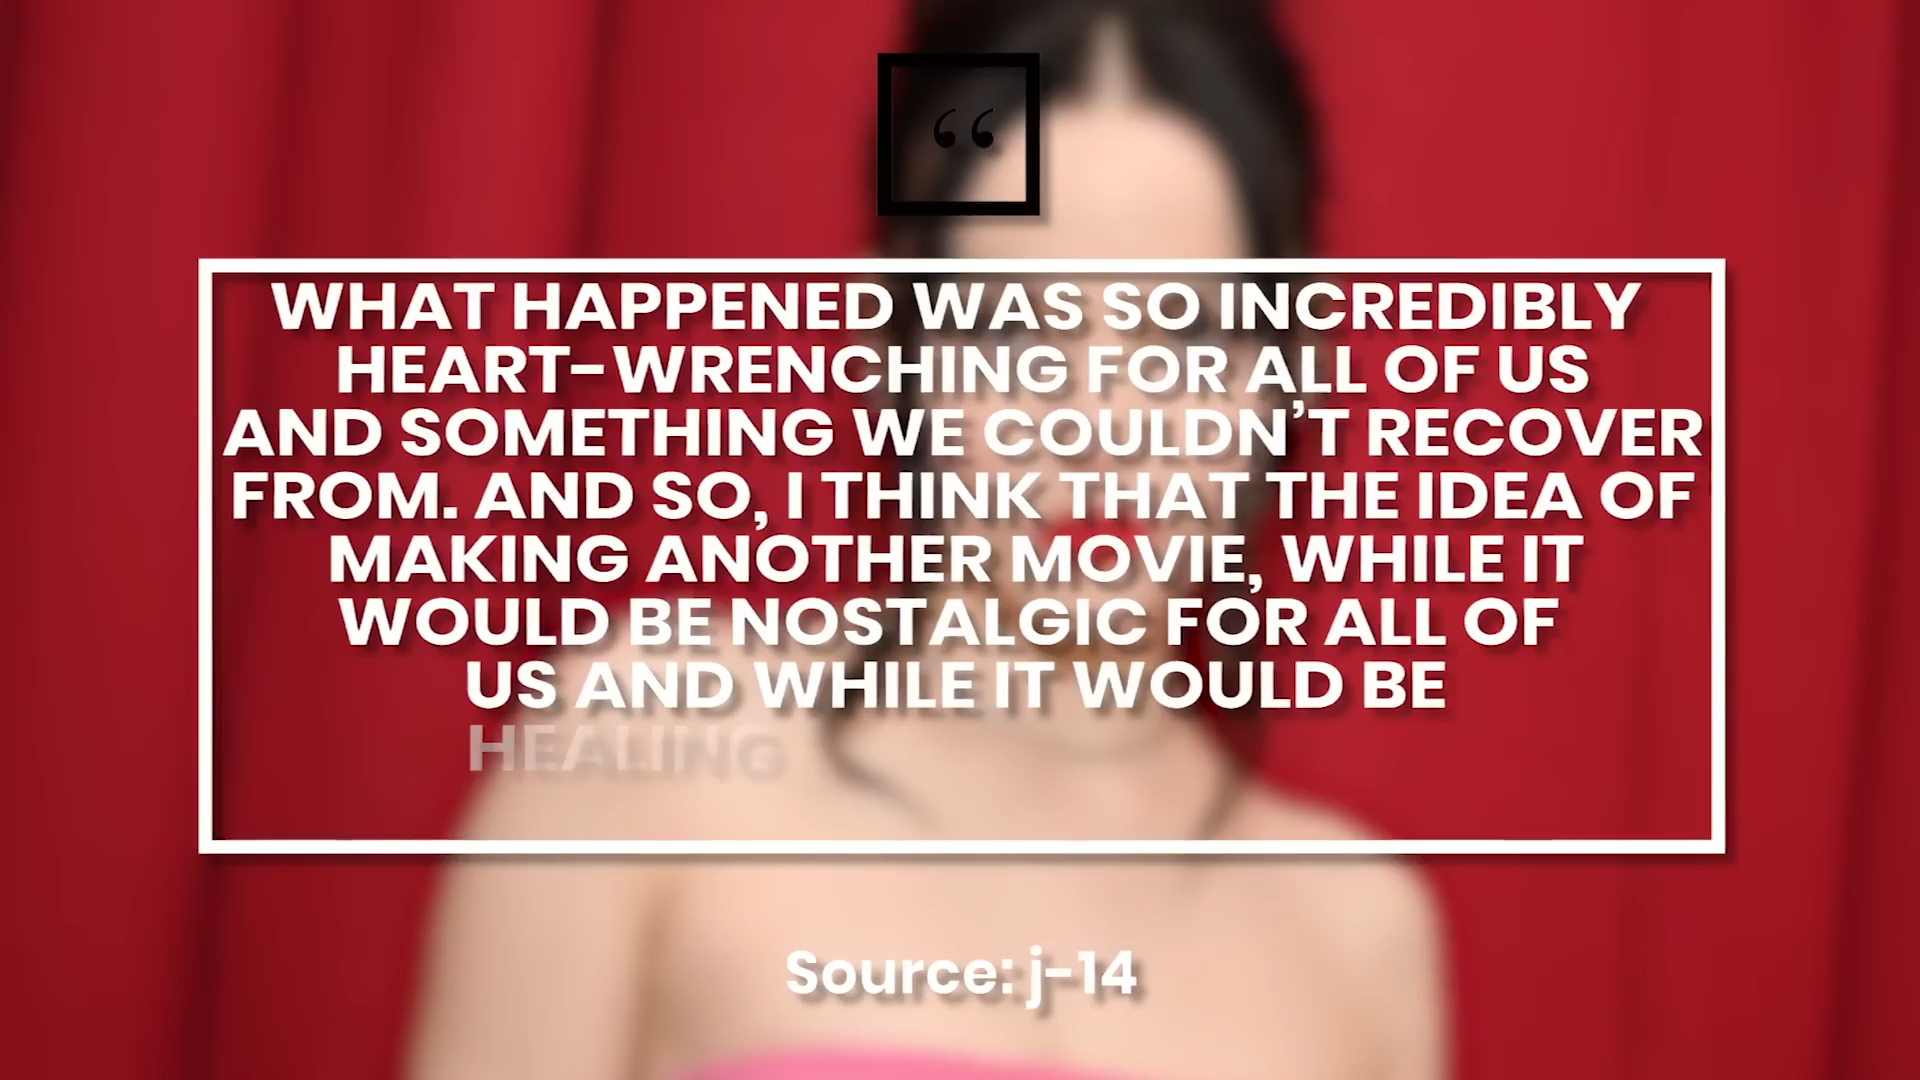 “
WHAT HAPPENED WAS SO INCREDIBLY
HEART-WRENCHING FOR ALL OF US
AND SOMETHING WE COULDN’T RECOVER
FROM. AND SO, I THINK THAT THE IDEA OF
MAKING ANOTHER MOVIE, WHILE IT
WOULD BE NOSTALGIC FOR ALL OF
US AND WHILE IT WOULD BE
HEALING
Source: j-14